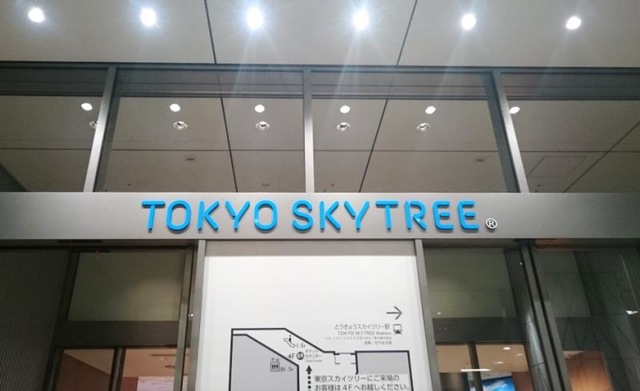 TOKYO SKYTREE®
とうきょうスカイツリー駅
TOKYO SKYTREE Station
4F
東京スカイツリーにご来場の
お客様は 4F へお越しください。